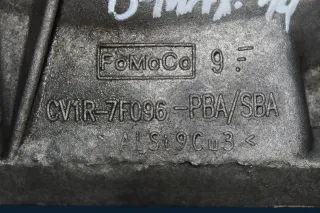 FoMoCo 9
CV1R-7F096-PBA/SBA
>ALSi9Cu3<